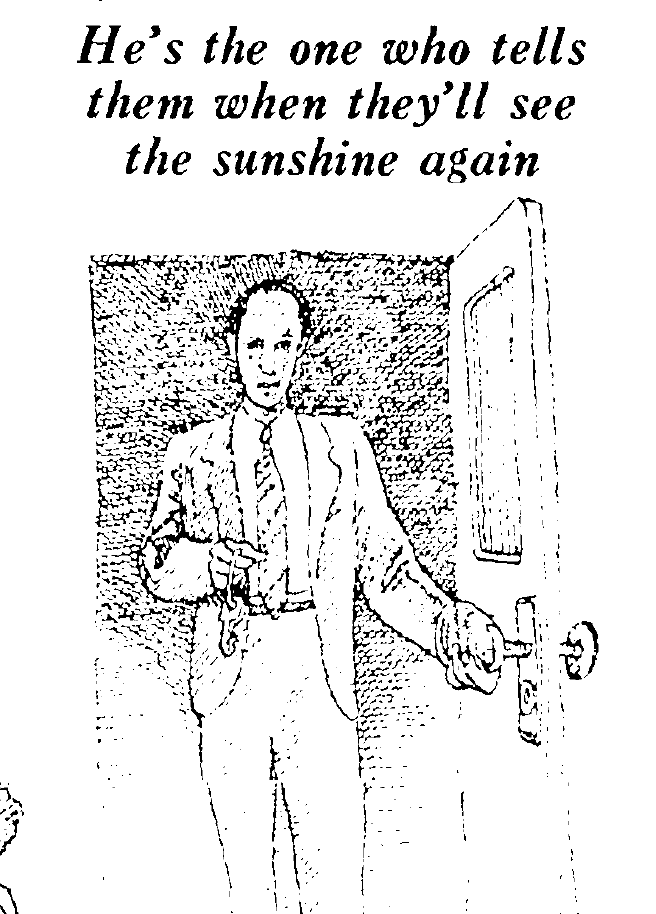 He's the one who tells
them when they'll see
the sunshine again